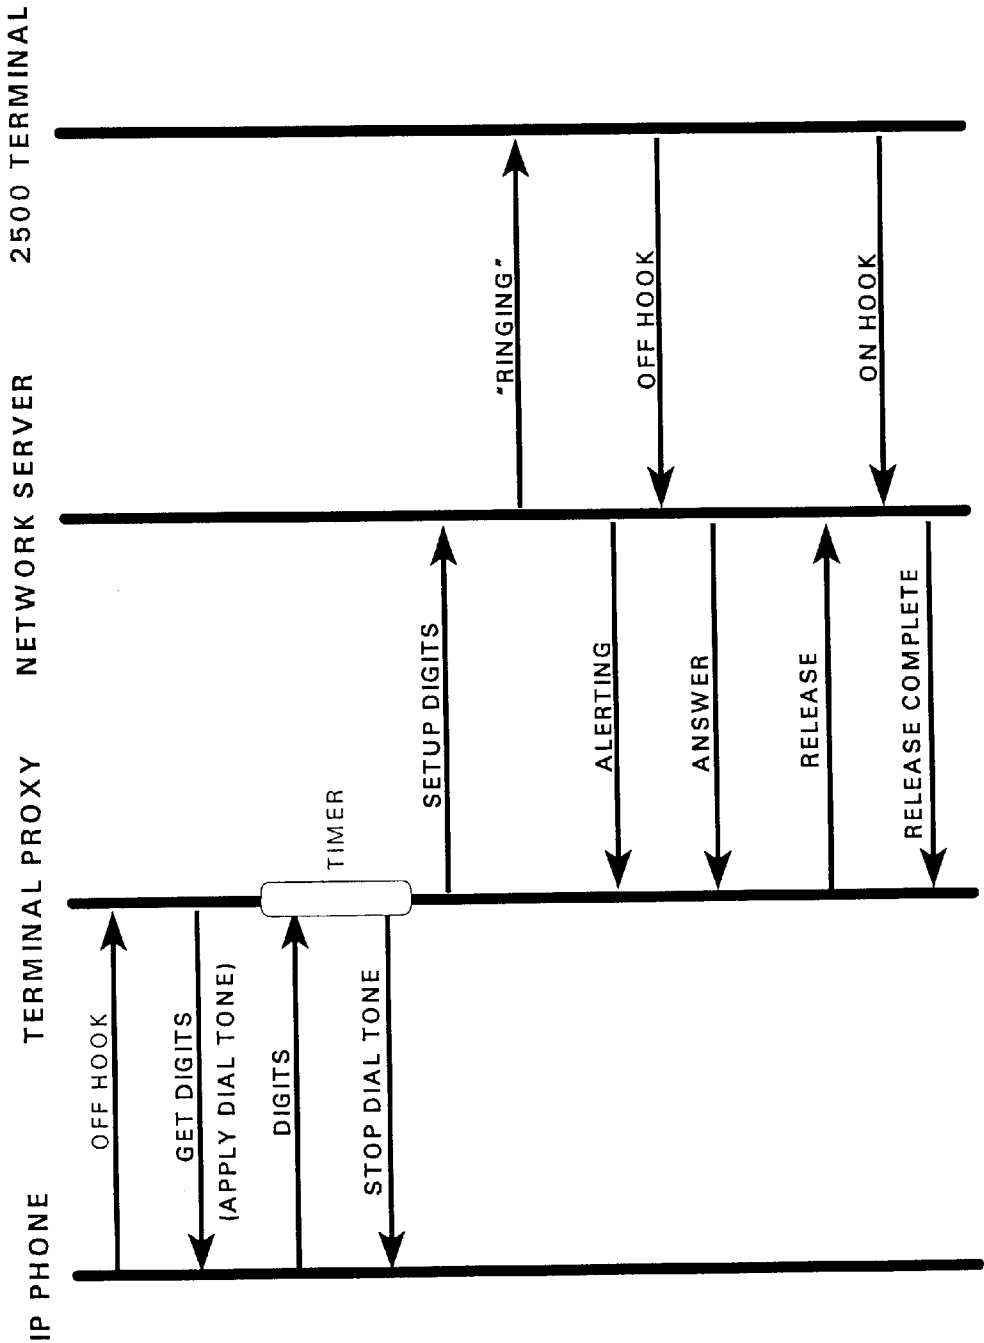 IP PHONE
TERMINAL PROXY
NETWORK SERVER
2500 TERMINAL
OFF HOOK
GET DIGITS
(APPLY DIAL TONE)
DIGITS
TIMER
STOP DIAL TONE
SETUP DIGITS
"RINGING"
ALERTING
OFF HOOK
ANSWER
RELEASE
ON HOOK
RELEASE COMPLETE